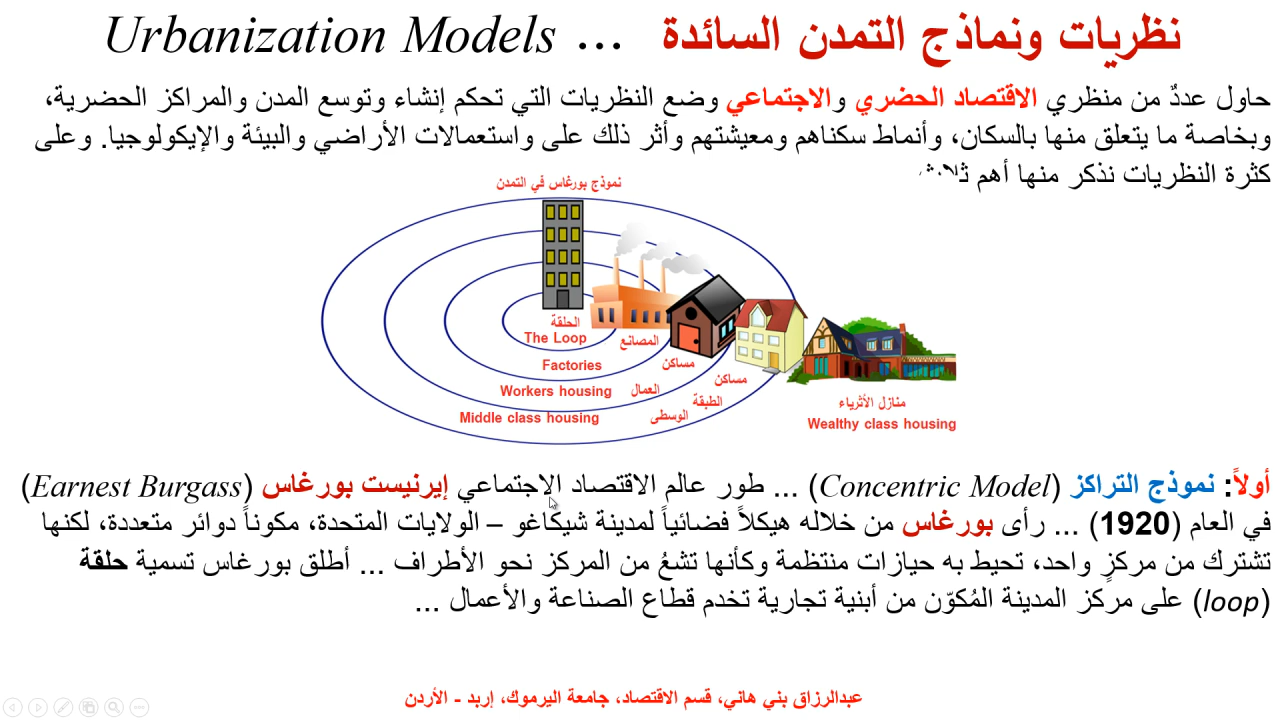 نظريات ونماذج التمدن السائدة ... Urbanization Models
حاول عددٌ من منظري الاقتصاد الحضري والاجتماعي وضع النظريات التي تحكم إنشاء وتوسع المدن والمراكز الحضرية،
وبخاصة ما يتعلق منها بالسكان، وأنماط سكناهم ومعيشتهم وأثر ذلك على واستعمالات الأراضي والبيئة والإيكولوجيا. وعلى
كثرة النظريات نذكر منها أهم
نموذج بورغاس في التمدن
الحلقة
The Loop
المصانع
Factories
مساكن
العمال
Workers housing
مساكن
الطبقة
الوسطى
Middle class housing
منازل الأثرياء
Wealthy class housing
أولاً: نموذج التراكز (Concentric Model) ... طور عالم الاقتصاد الاجتماعي إيرنيست بورغاس (Earnest Burgass)
في العام (1920) ... رأى بورغاس من خلاله هيكلاً فضائياً لمدينة شيكاغو – الولايات المتحدة، مكوناً دوائر متعددة، لكنها
تشترك من مركزٍ واحد، تحيط به حيازات منتظمة وكأنها تشعُ من المركز نحو الأطراف ... أطلق بورغاس تسمية حلقة
(loop) على مركز المدينة المُكوّن من أبنية تجارية تخدم قطاع الصناعة والأعمال ...
عبدالرزاق بني هاني، قسم الاقتصاد، جامعة اليرموك، إربد - الأردن